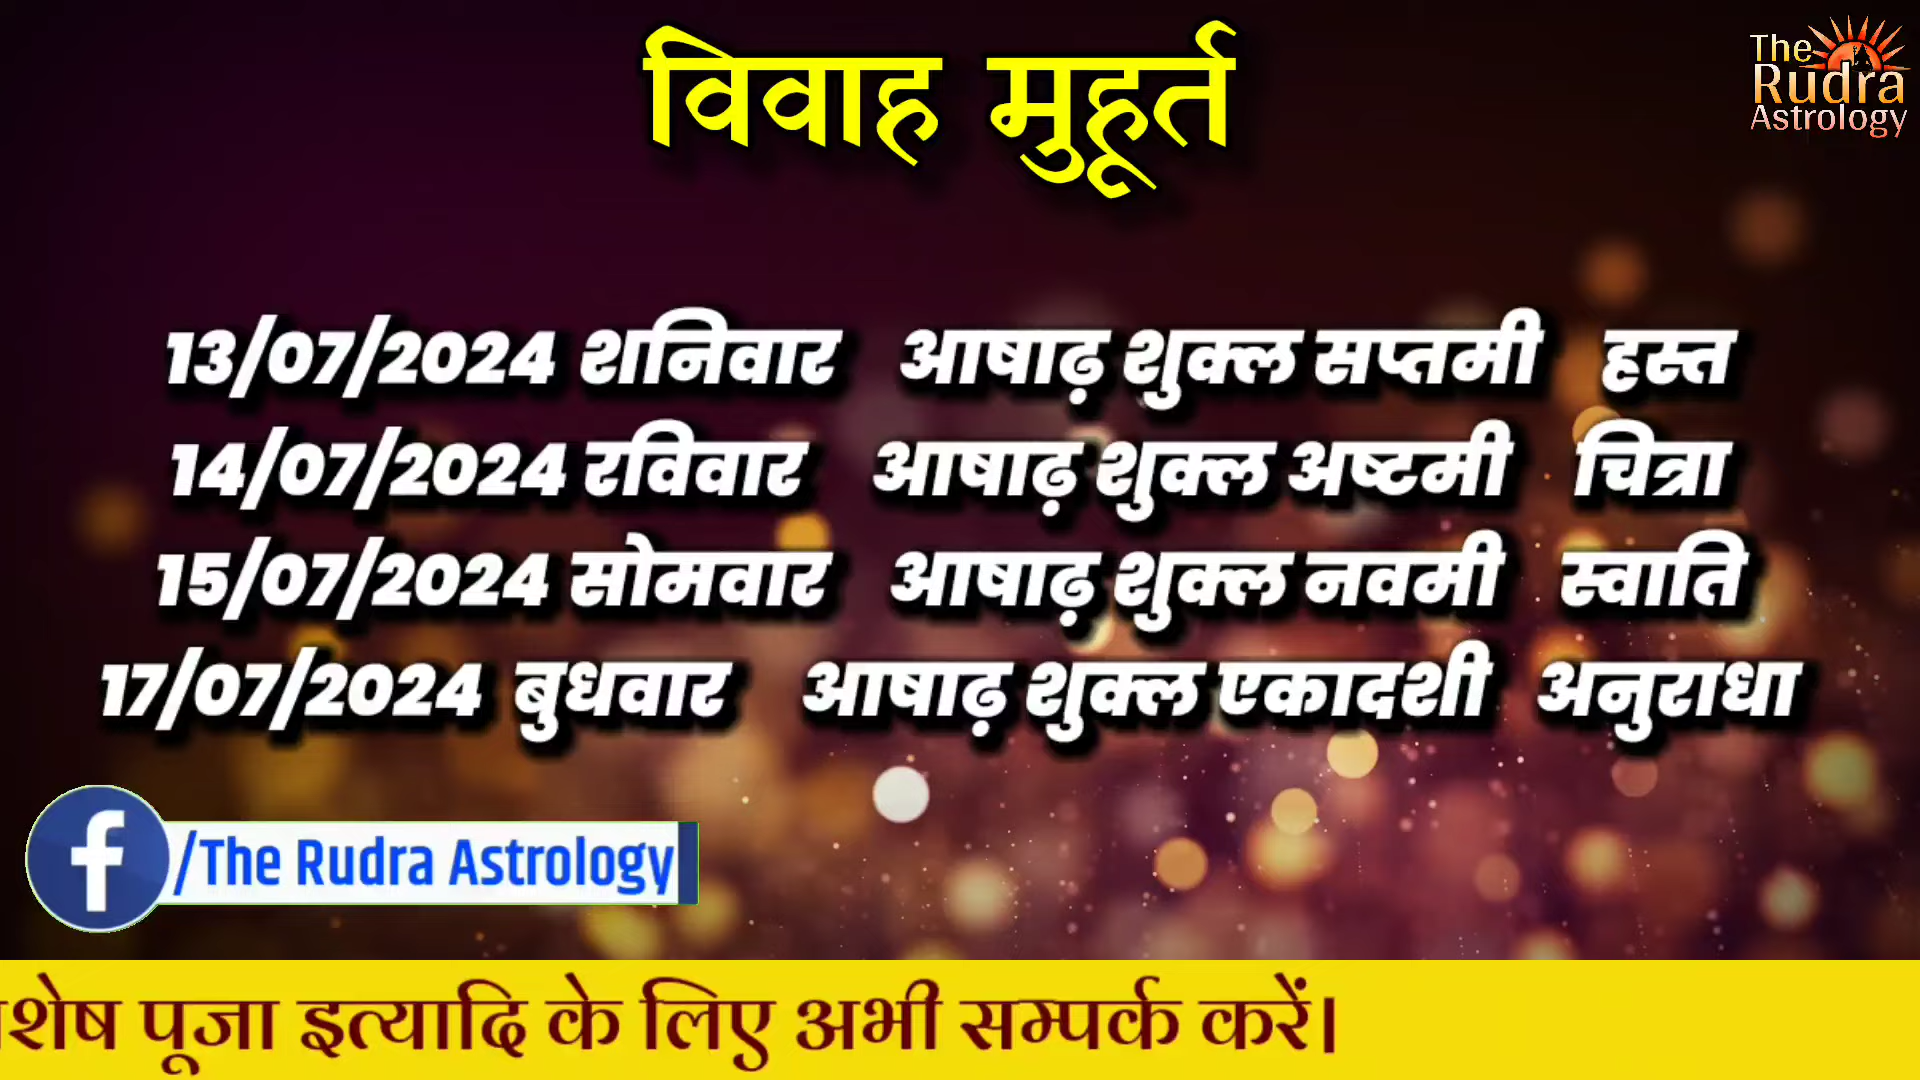 विवाह मुहूर्त
The
Rudra
Astrology
13/07/2024 शनिवार आषाढ़ शुक्ल सप्तमी हस्त
14/07/2024 रविवार आषाढ़ शुक्ल अष्टमी चित्रा
15/07/2024 सोमवार आषाढ़ शुक्ल नवमी स्वाति
17/07/2024 बुधवार आषाढ़ शुक्ल एकादशी अनुराधा
f /The Rudra Astrology
पूजा इत्यादि के लिए अभी सम्पर्क करें।